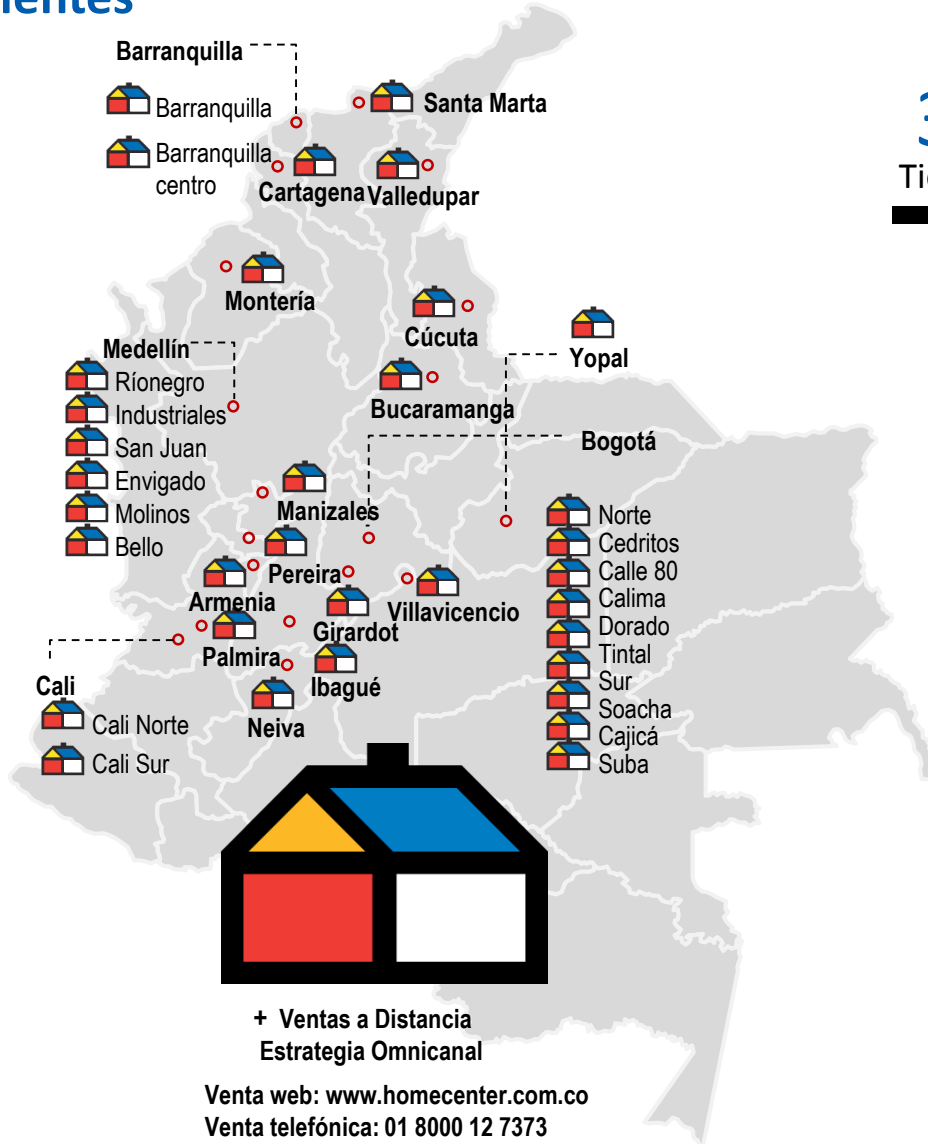 Barranquilla
Barranquilla
Barranquilla
centro
Santa Marta
Cartagena
Valledupar
3
Montería
Cúcuta
Yopal
Medellín
Ríonegro
Industriales
San Juan
Envigado
Molinos
Bello
Bucaramanga
Bogotá
Norte
Cedritos
Calle 80
Calima
Dorado
Tintal
Sur
Soacha
Cajicá
Suba
Manizales
Pereira
Armenia
Villavicencio
Girardot
Palmira
Ibagué
Neiva
Cali
Cali Norte
Cali Sur
+ Ventas a Distancia
Estrategia Omnicanal
Venta web: www.homecenter.com.co
Venta telefónica: 01 8000 12 7373